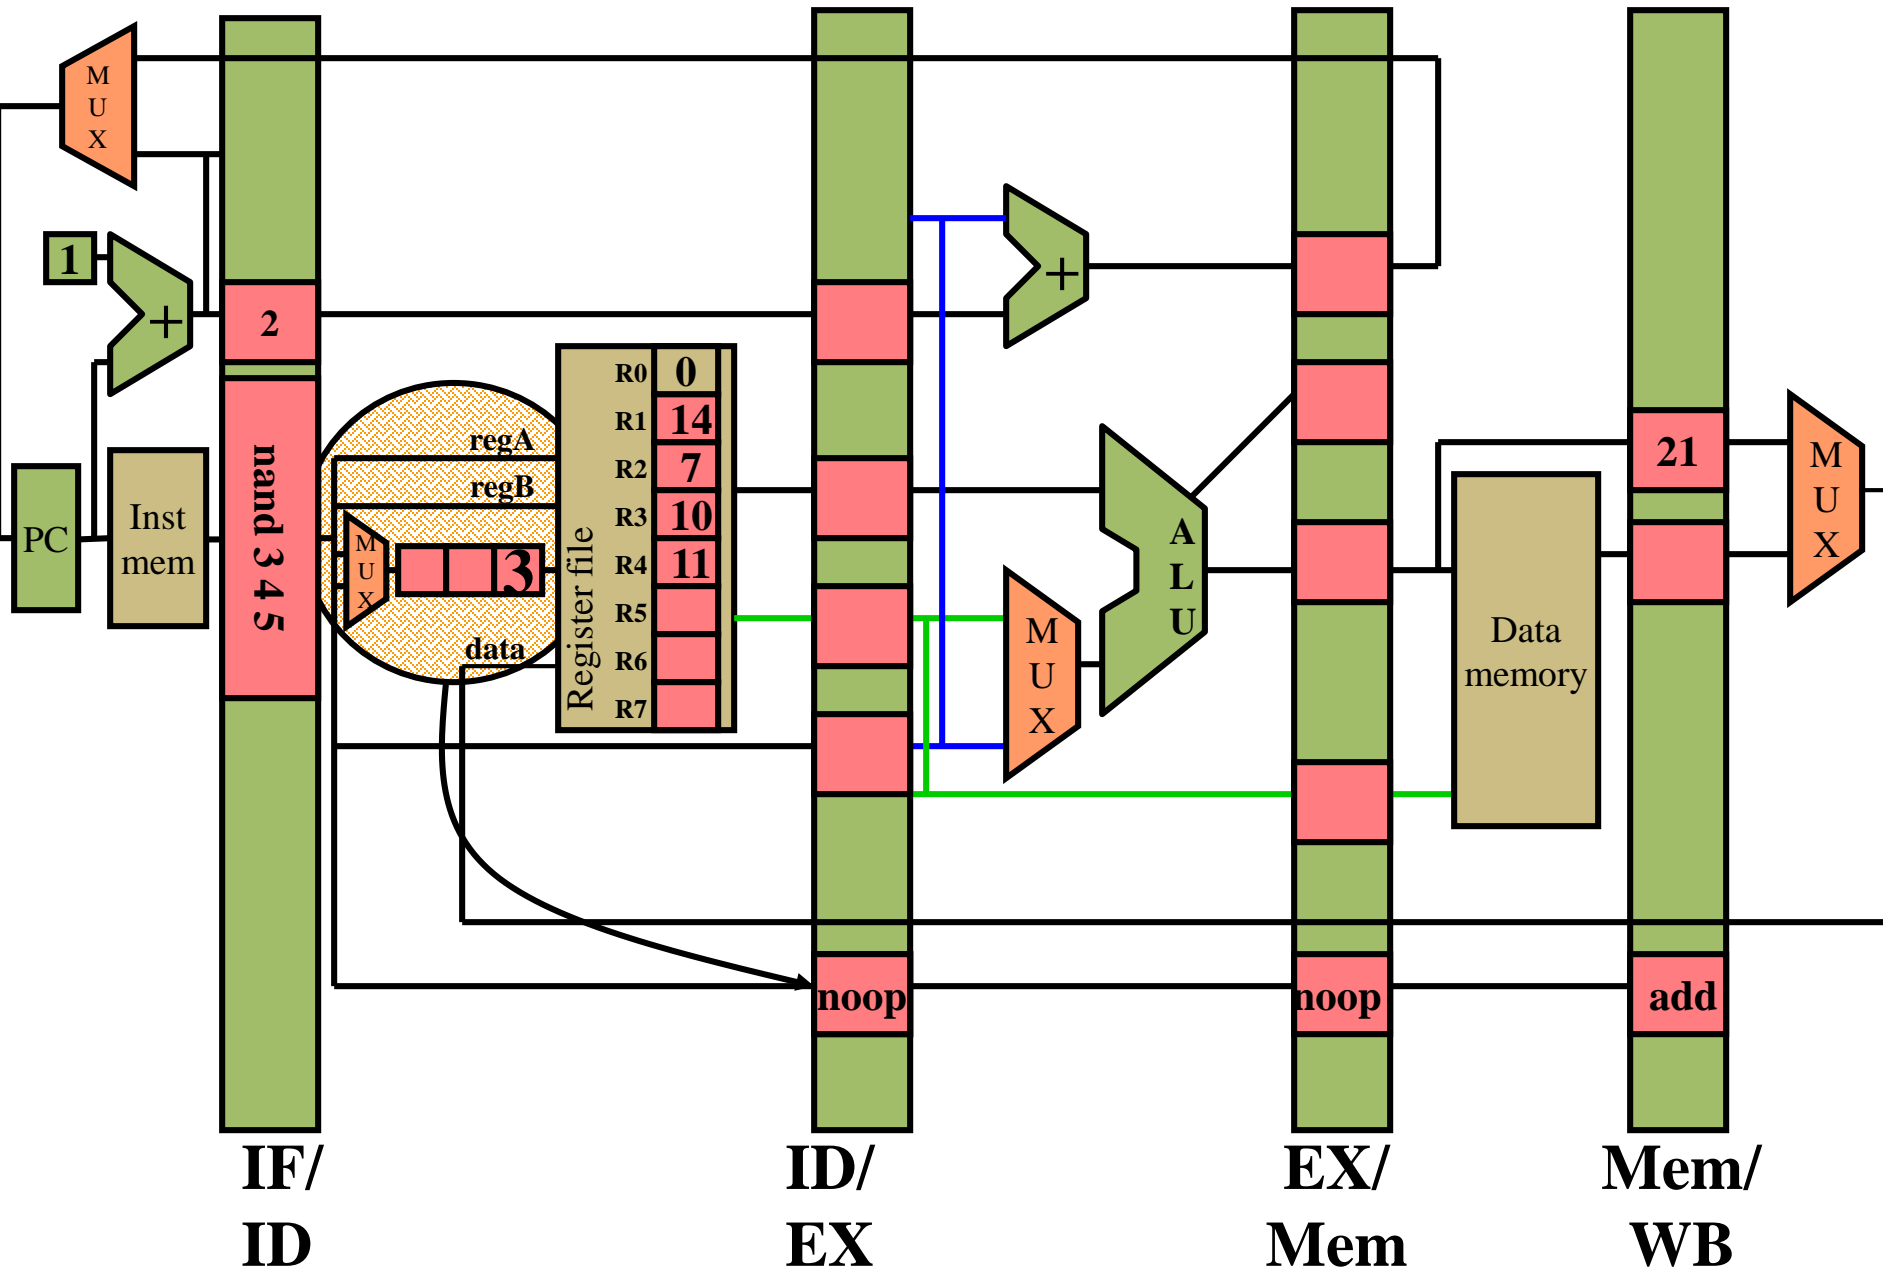 M
U
X
1
+
2
+
R0 0
R1 14
R2 7
R3 10
R4 11
R5
R6
R7
Register file
regA
regB
M
U
X
3
data
nand 3 4 5
PC
Inst
mem
M
U
X
A
L
U
21
Data
memory
M
U
X
noop
noop
add
IF/
ID
ID/
EX
EX/
Mem
Mem/
WB